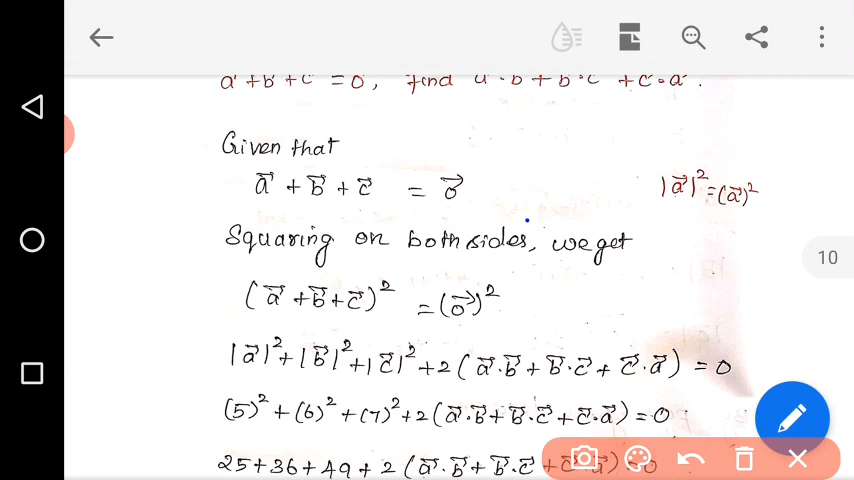 a⃗+b⃗+c⃗ =0, find a⃗·b⃗+b⃗·c⃗ +c⃗·a⃗.
Given that
a⃗ + b⃗ + c⃗ = o⃗
|a⃗|²=(a⃗)²
Squaring on both sides, we get
10
(a⃗ +b⃗+c⃗)² =(o⃗)²
|a⃗|²+|b⃗|²+|c⃗|²+2(a⃗·b⃗+b⃗·c⃗+c⃗·a⃗) =0
(5)²+(6)²+(7)²+2(a⃗·b⃗+b⃗·c⃗+c⃗·a⃗)=0
25+36+49+2(a⃗·b⃗+b⃗·c⃗+c⃗·a⃗)=0